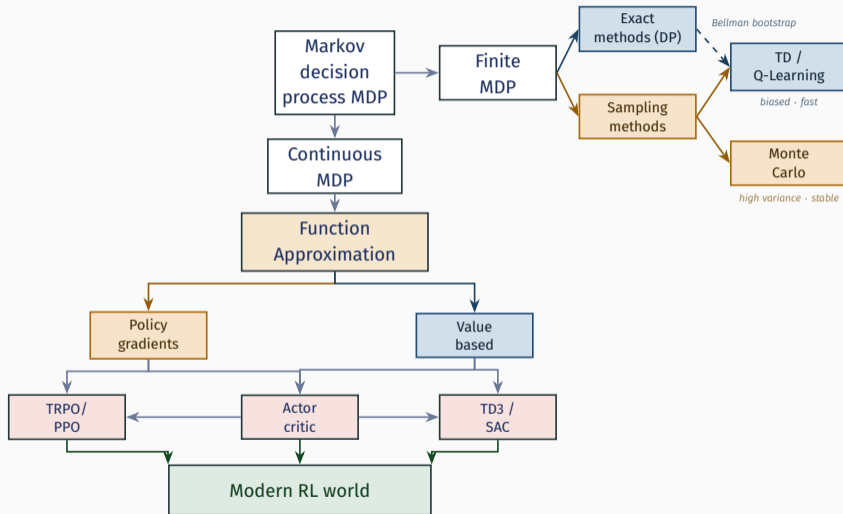 Markov
decision
process MDP
Finite
MDP
Exact
methods (DP)
Bellman bootstrap
TD /
Q-Learning
biased · fast
Sampling
methods
Monte
Carlo
high variance · stable
Continuous
MDP
Function
Approximation
Policy
gradients
Value
based
TRPO/
PPO
Actor
critic
TD3 /
SAC
Modern RL world